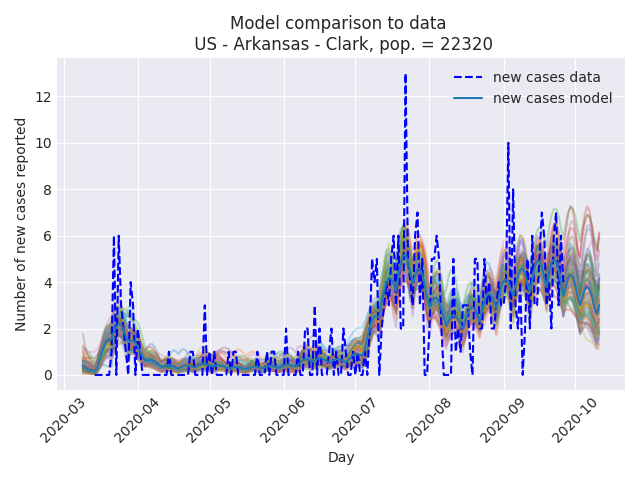 Model comparison to data
US - Arkansas - Clark, pop. = 22320
new cases data
new cases model
Number of new cases reported
12
10
8
6
4
2
0
2020-03
2020-04
2020-05
2020-06
2020-07
2020-08
2020-09
2020-10
Day